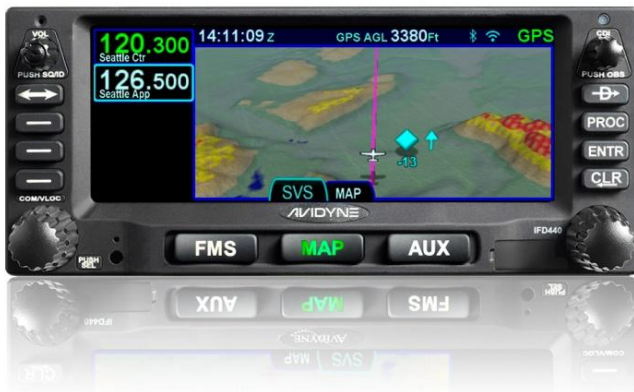 VOL
14:11:09 Z
GPS AGL 3380Ft
GPS
CDI
120.300
Seattle Ctr
PUSH SQ/ID
PUSH OBS
126.500
Seattle App
D
PROC
-13
ENTR
CLR
SVS
MAP
COM/VLOC
AVIDYNE
IFD440
FMS
MAP
AUX
PUSH SEL